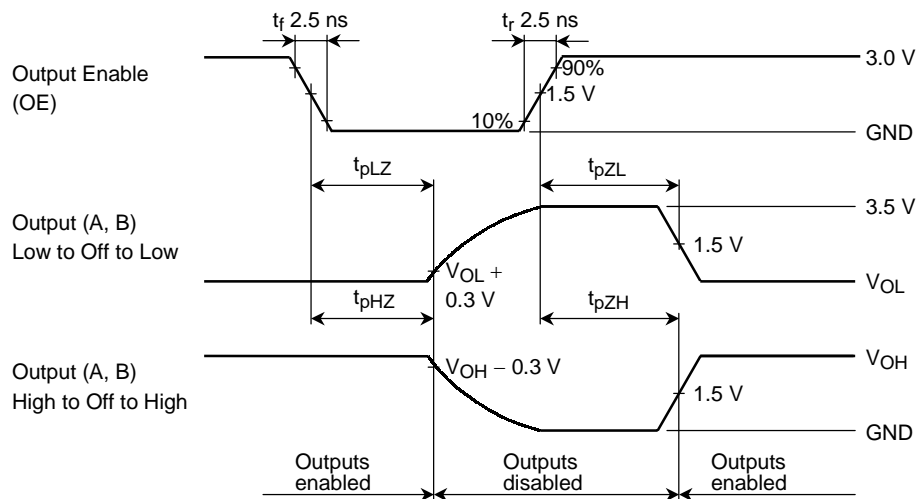 tf 2.5 ns
tr 2.5 ns
Output Enable
(OE)
90%
1.5 V
10%
3.0 V
GND
tpLZ
tpZL
Output (A, B)
Low to Off to Low
VOL +
0.3 V
1.5 V
3.5 V
VOL
tpHZ
tpZH
Output (A, B)
High to Off to High
VOH − 0.3 V
1.5 V
VOH
GND
Outputs
enabled
Outputs
disabled
Outputs
enabled